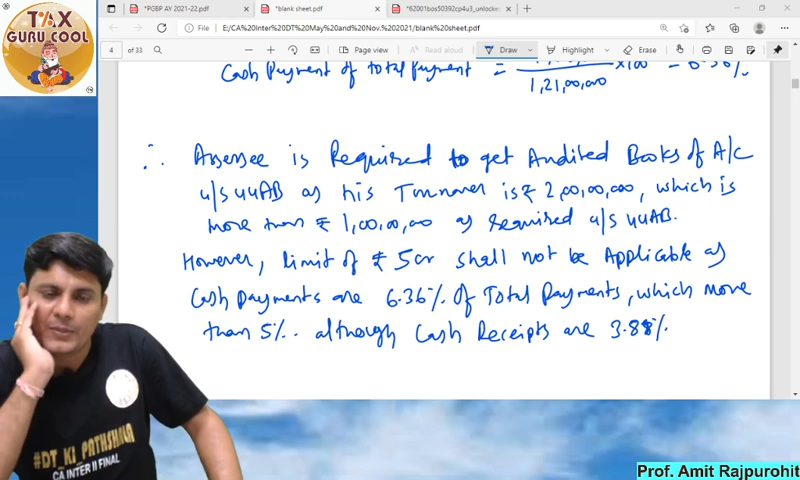 TAX
GURU COOL
*PGBP AY 2021-22.pdf
*blank sheet.pdf
*62001bos50392cp4u3_unlocked
E:/CA%20Inter%20DT%20May%20and%20Nov.%202021/blank%20sheet.pdf
4 of 33
Page view
Read aloud
Draw
Highlight
Erase
Cash Payment of Total Payment = x100 = 6.36%
1,21,00,000
∴ Assessee is Required to get Audited Books of A/c
u/s 44AB as his Turnover is ₹ 2,00,00,000, which is
more than ₹ 1,00,00,000 as required u/s 44AB.
However, limit of ₹ 5cr shall not be Applicable as
Cash payments are 6.36% of Total Payments, which more
than 5%. although Cash Receipts are 3.8%.
#DT_KI_PATHSHALA
CA INTER II FINAL
Prof. Amit Rajpurohit